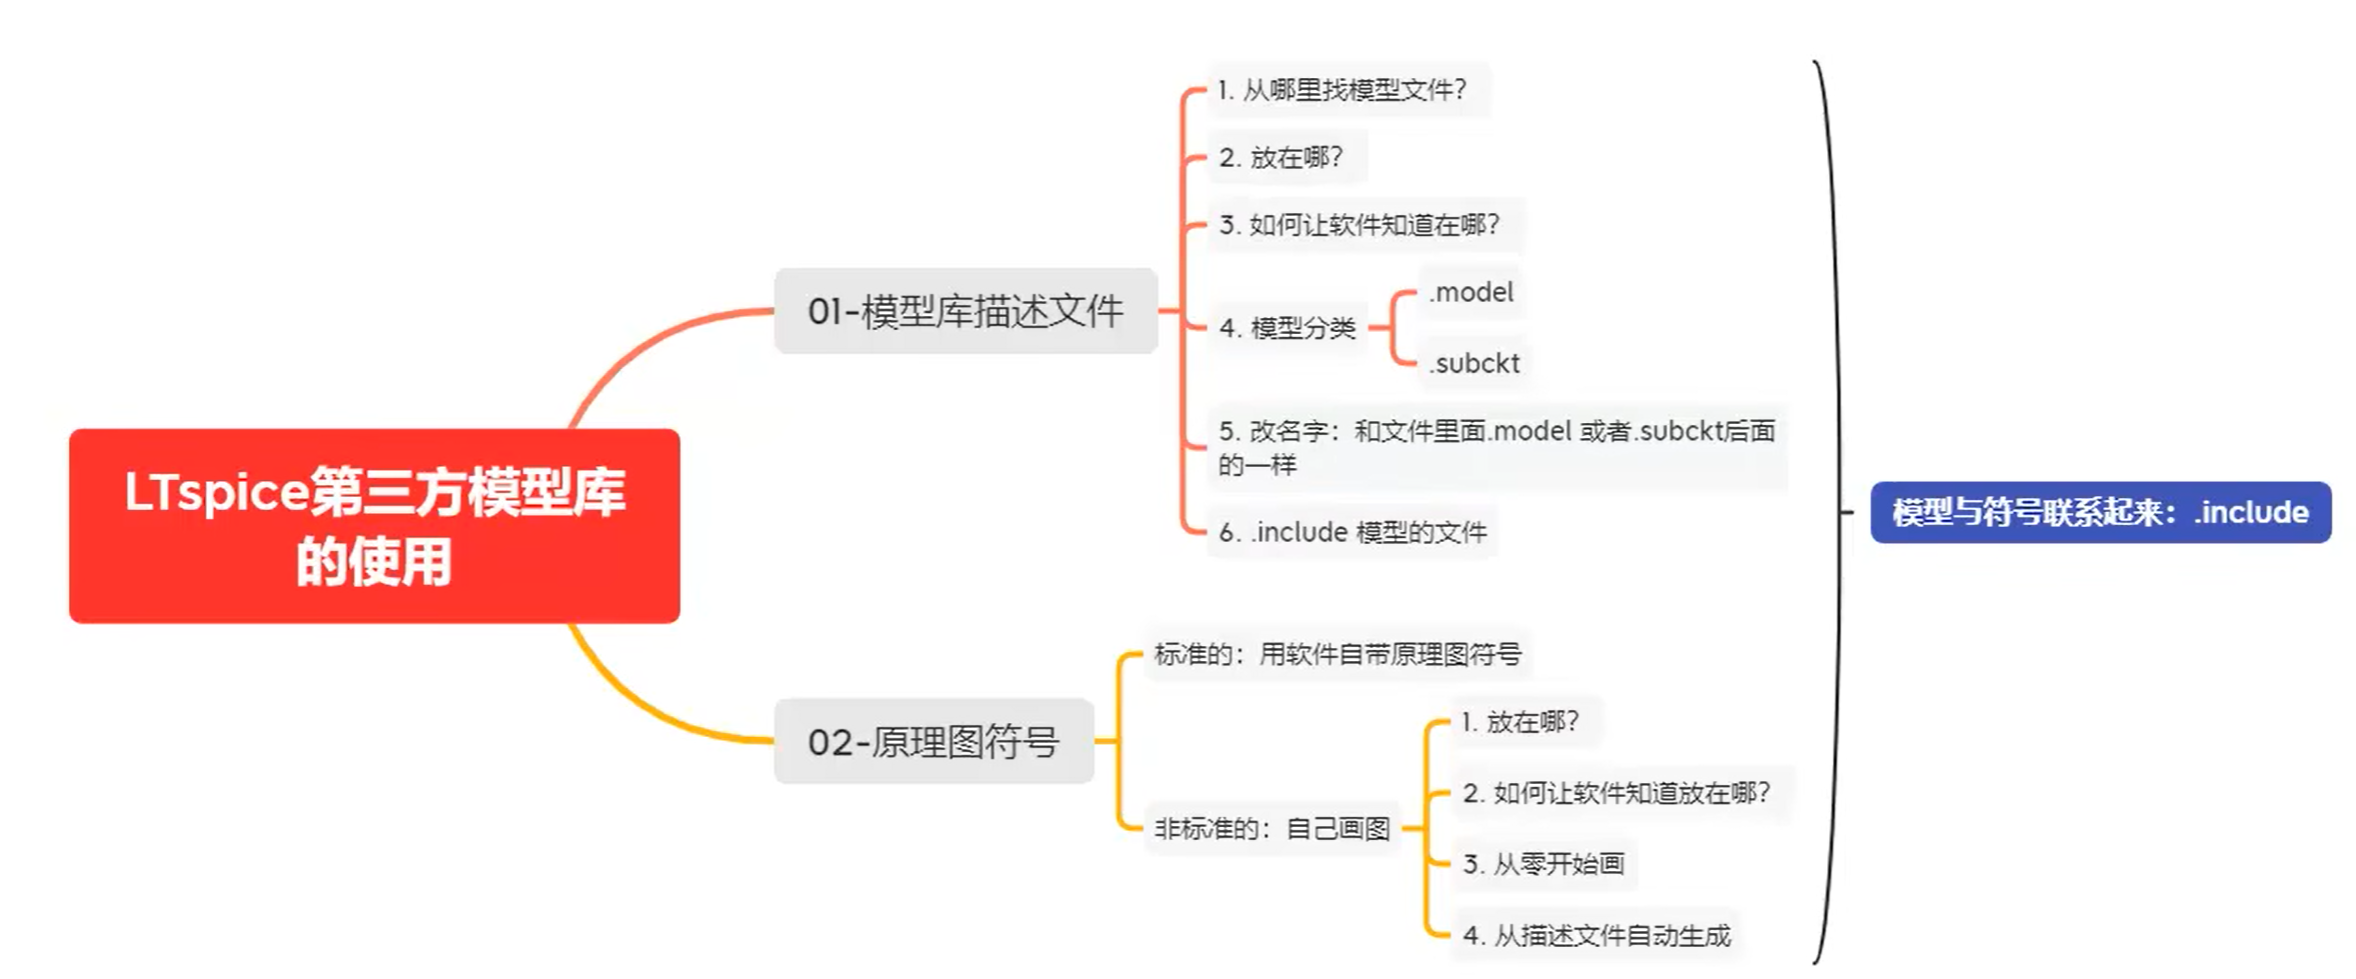 LTspice第三方模型库
的使用
01-模型库描述文件
1. 从哪里找模型文件？
2. 放在哪？
3. 如何让软件知道在哪？
4. 模型分类
.model
.subckt
5. 改名字：和文件里面.model 或者.subckt后面
的一样
6. .include 模型的文件
02-原理图符号
标准的：用软件自带原理图符号
非标准的：自己画图
1. 放在哪？
2. 如何让软件知道放在哪？
3. 从零开始画
4. 从描述文件自动生成
模型与符号联系起来：.include